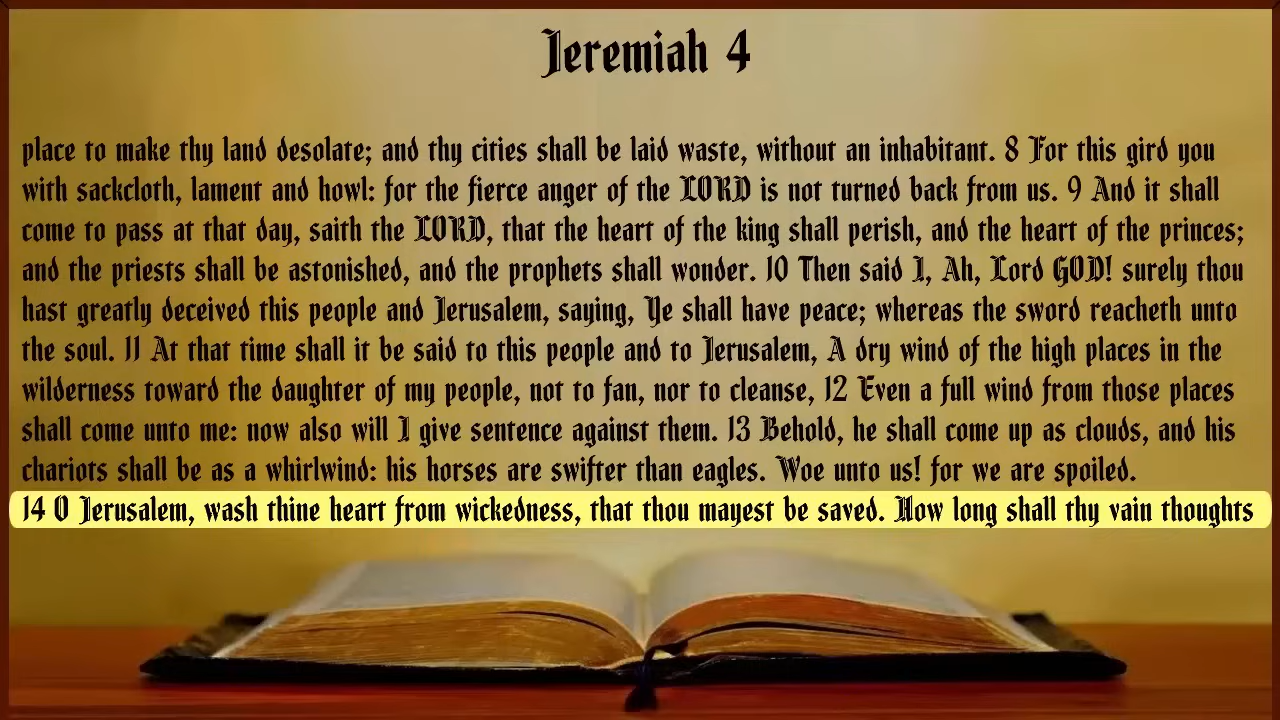 Jeremiah 4
place to make thy land desolate; and thy cities shall be laid waste, without an inhabitant. 8 For this gird you
with sackcloth, lament and howl: for the fierce anger of the LORD is not turned back from us. 9 And it shall
come to pass at that day, saith the LORD, that the heart of the king shall perish, and the heart of the princes;
and the priests shall be astonished, and the prophets shall wonder. 10 Then said I, Ah, Lord GOD! surely thou
hast greatly deceived this people and Jerusalem, saying, Ye shall have peace; whereas the sword reacheth unto
the soul. 11 At that time shall it be said to this people and to Jerusalem, A dry wind of the high places in the
wilderness toward the daughter of my people, not to fan, nor to cleanse, 12 Even a full wind from those places
shall come unto me: now also will I give sentence against them. 13 Behold, he shall come up as clouds, and his
chariots shall be as a whirlwind: his horses are swifter than eagles. Woe unto us! for we are spoiled.
14 O Jerusalem, wash thine heart from wickedness, that thou mayest be saved. How long shall thy vain thoughts